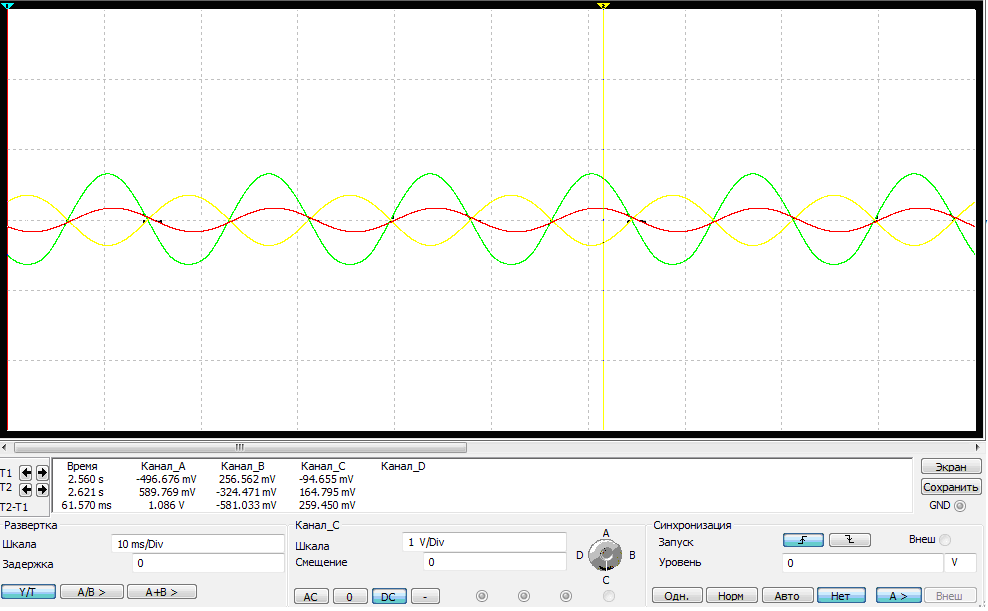 1 2
Время Канал_A Канал_B Канал_C Канал_D
T1 2.560 s -496.676 mV 256.562 mV -94.655 mV
T2 2.621 s 589.769 mV -324.471 mV 164.795 mV
T2-T1 61.570 ms 1.086 V -581.033 mV 259.450 mV
Экран
Сохранить
GND
Развертка
Шкала 10 ms/Div
Задержка 0
Y/T A/B > A+B >
Канал_C
Шкала 1 V/Div
Смещение 0
AC 0 DC -
A
D B
C
Синхронизация
Запуск Внеш
Уровень 0 V
Одн. Норм Авто Нет A > Внеш